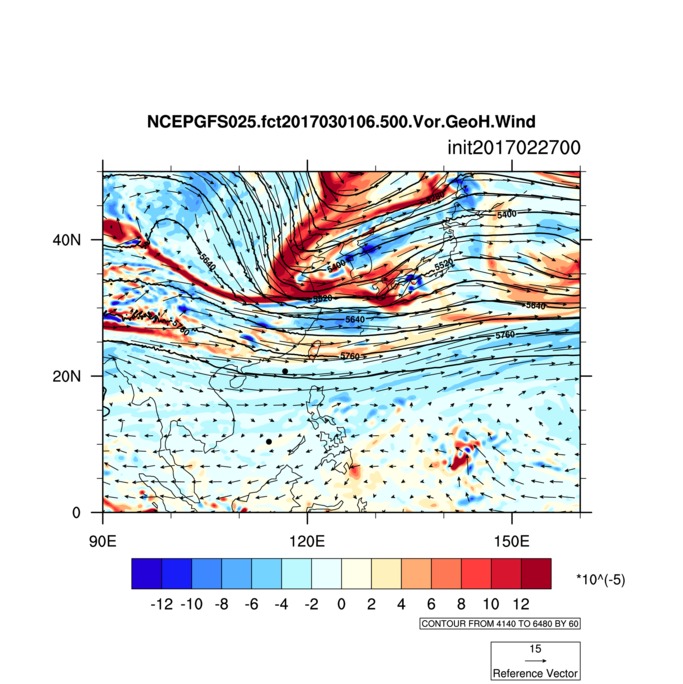 NCEPGFS025.fct2017030106.500.Vor.GeoH.Wind
init2017022700
40N
20N
0
90E 120E 150E
5400
5400
5400
5520
5520
5640
5640
5640
5760
5760
5760
-12 -10 -8 -6 -4 -2 0 2 4 6 8 10 12
*10^(-5)
CONTOUR FROM 4140 TO 6480 BY 60
15
Reference Vector